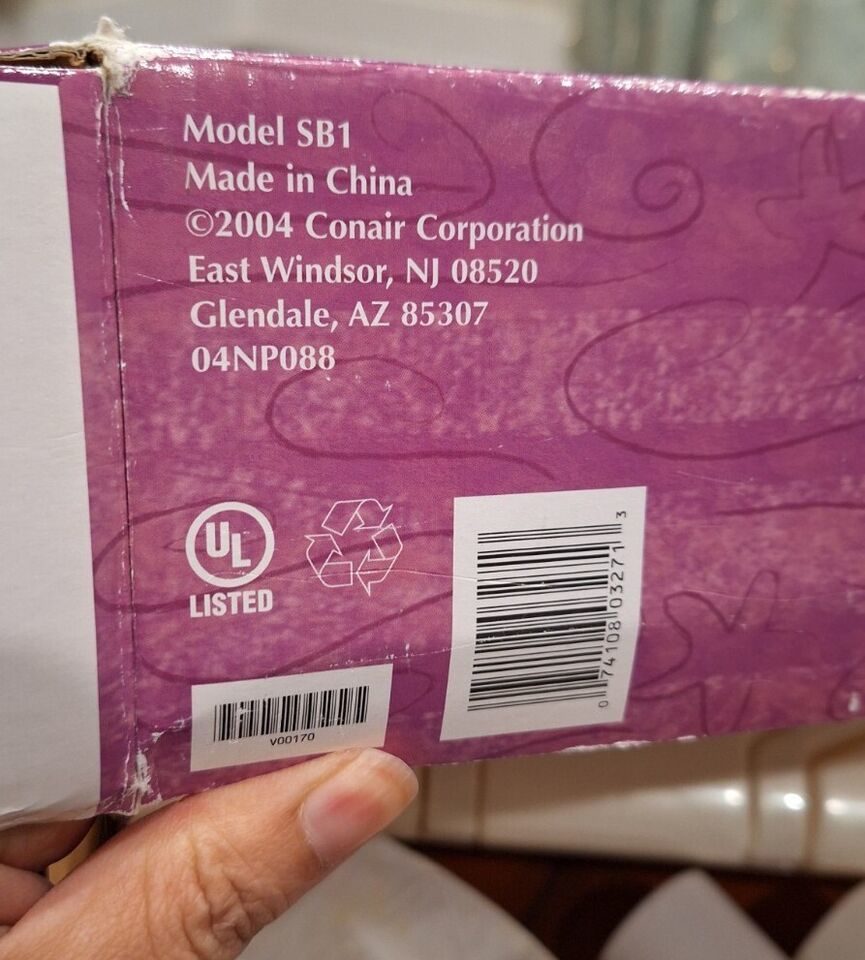 Model SB1
Made in China
©2004 Conair Corporation
East Windsor, NJ 08520
Glendale, AZ 85307
04NP088
UL
LISTED
0 74108 03271 3
V00170